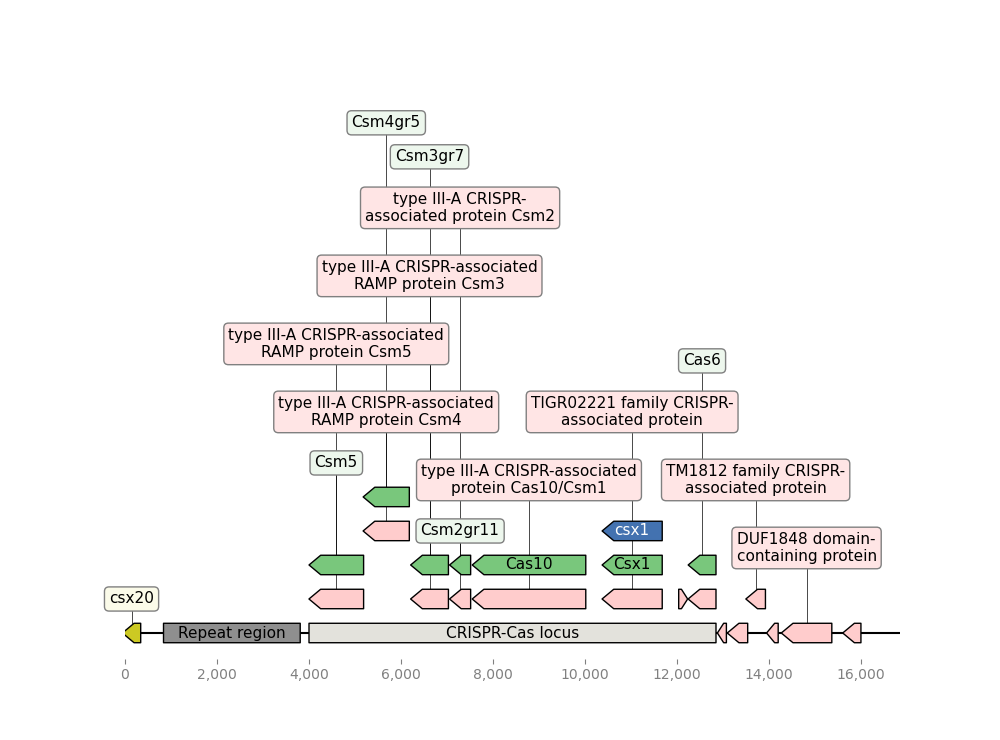 Csm4gr5
Csm3gr7
type III-A CRISPR-
associated protein Csm2
type III-A CRISPR-associated
RAMP protein Csm3
type III-A CRISPR-associated
RAMP protein Csm5
Cas6
type III-A CRISPR-associated
RAMP protein Csm4
TIGR02221 family CRISPR-
associated protein
Csm5
type III-A CRISPR-associated
protein Cas10/Csm1
TM1812 family CRISPR-
associated protein
Csm2gr11
csx1
DUF1848 domain-
containing protein
Cas10
Csx1
csx20
Repeat region
CRISPR-Cas locus
0
2,000
4,000
6,000
8,000
10,000
12,000
14,000
16,000